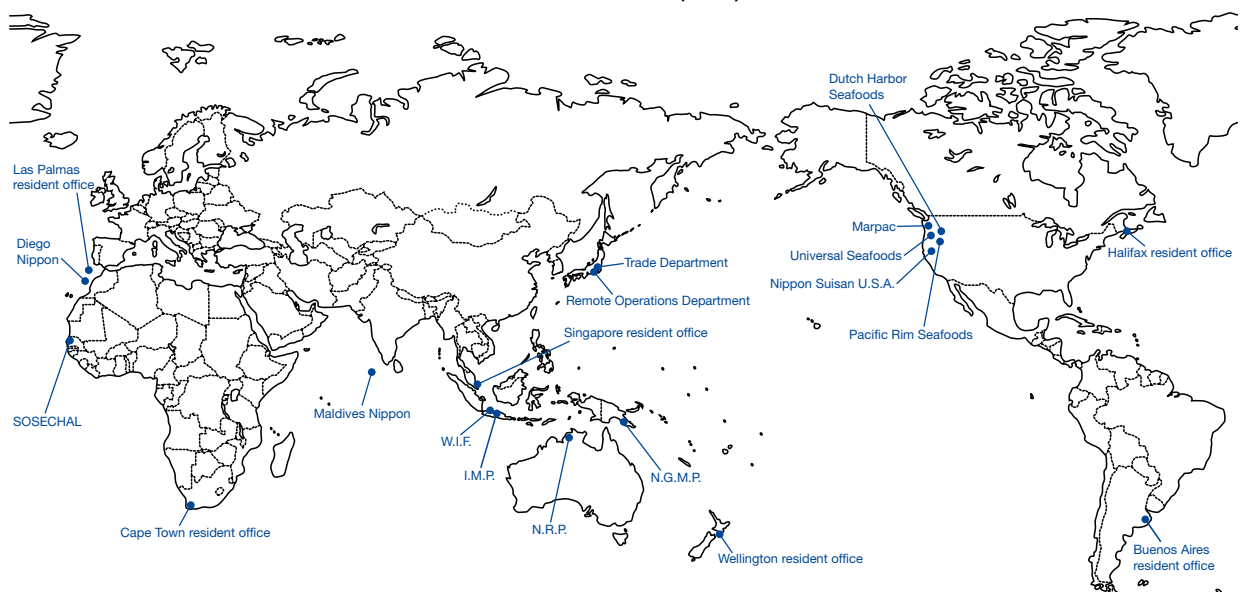 Dutch Harbor
Seafoods
Las Palmas
resident office
Diego
Nippon
Marpac
Universal Seafoods
Nippon Suisan U.S.A.
Pacific Rim Seafoods
Halifax resident office
Trade Department
Remote Operations Department
Singapore resident office
Maldives Nippon
SOSECHAL
W.I.F.
I.M.P.
N.R.P.
N.G.M.P.
Cape Town resident office
Wellington resident office
Buenos Aires
resident office